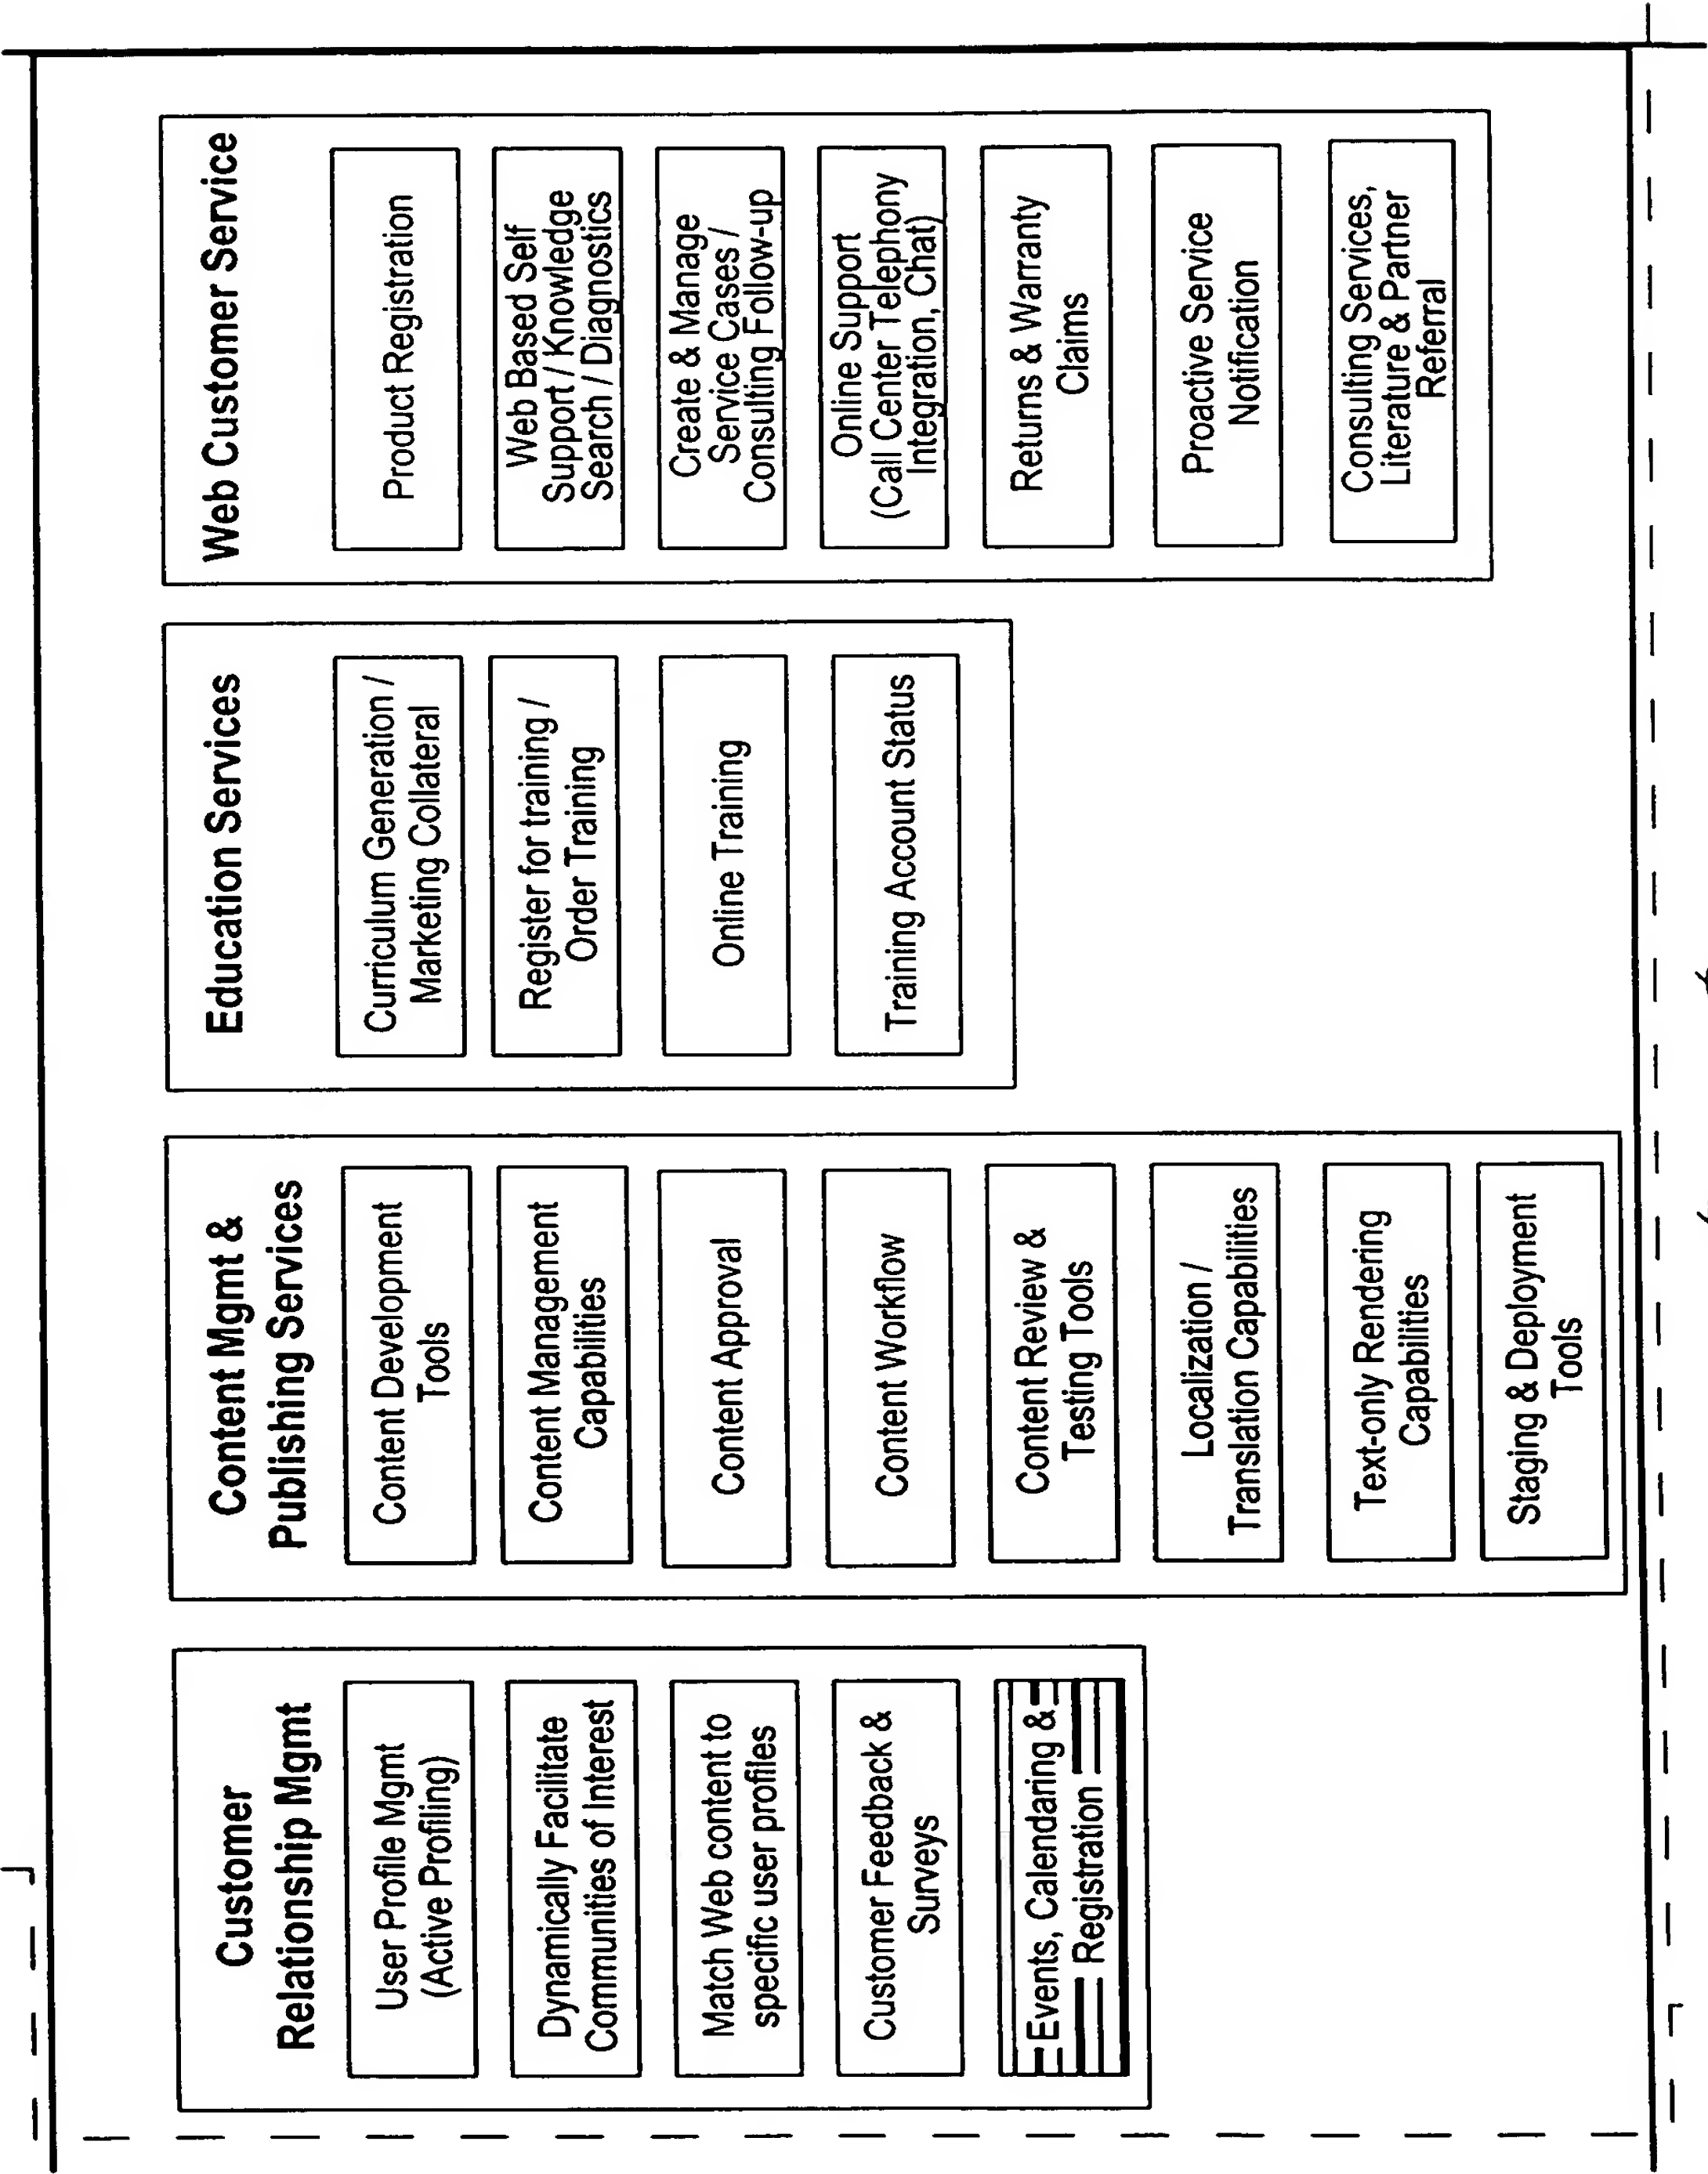 Customer
Relationship Mgmt
User Profile Mgmt
(Active Profiling)
Dynamically Facilitate
Communities of Interest
Match Web content to
specific user profiles
Customer Feedback &
Surveys
Events, Calendaring &
Registration
Content Mgmt &
Publishing Services
Content Development
Tools
Content Management
Capabilities
Content Approval
Content Workflow
Content Review &
Testing Tools
Localization /
Translation Capabilities
Text-only Rendering
Capabilities
Staging & Deployment
Tools
Education Services
Curriculum Generation /
Marketing Collateral
Register for training /
Order Training
Online Training
Training Account Status
Web Customer Service
Product Registration
Web Based Self
Support / Knowledge
Search / Diagnostics
Create & Manage
Service Cases /
Consulting Follow-up
Online Support
(Call Center Telephony
Integration, Chat)
Returns & Warranty
Claims
Proactive Service
Notification
Consulting Services,
Literature & Partner
Referral